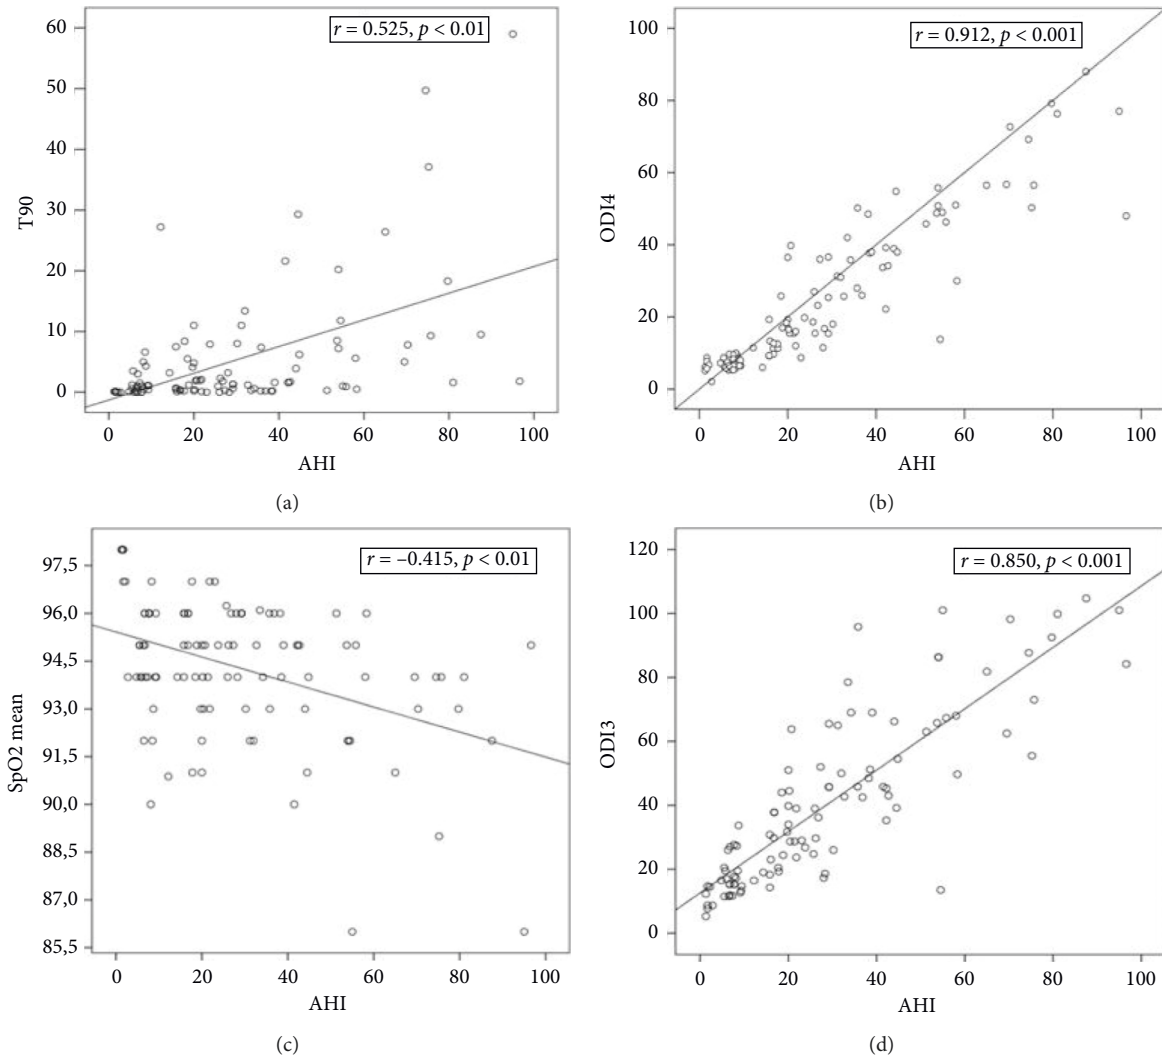 r = 0.525, p < 0.01
60
50
40
30
20
10
0
T90
0 20 40 60 80 100
AHI
(a)
r = 0.912, p < 0.001
100
80
60
40
20
0
ODI4
0 20 40 60 80 100
AHI
(b)
r = –0.415, p < 0.01
97,5
96,0
94,5
93,0
91,5
90,0
88,5
87,0
85,5
SpO2 mean
0 20 40 60 80 100
AHI
(c)
r = 0.850, p < 0.001
120
100
80
60
40
20
0
ODI3
0 20 40 60 80 100
AHI
(d)